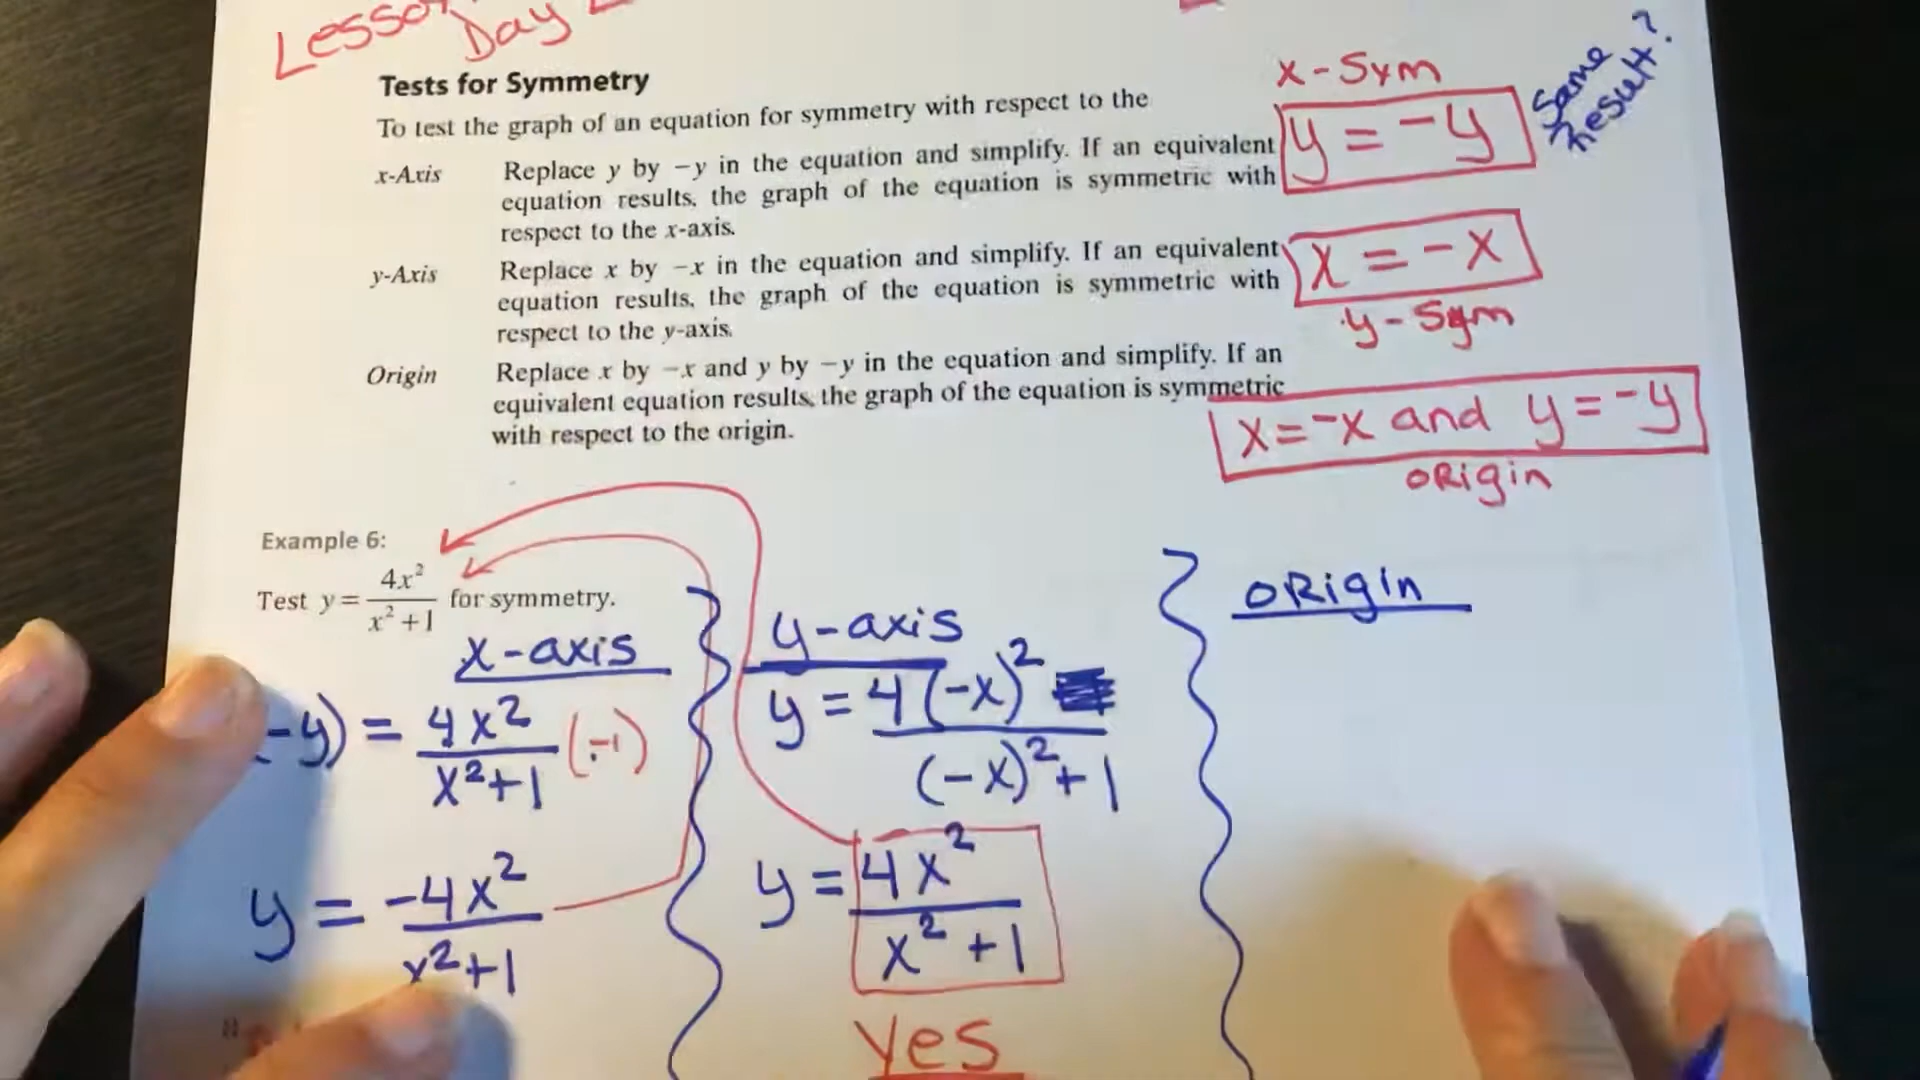 Lesson
Day
Tests for Symmetry
To test the graph of an equation for symmetry with respect to the
x-Axis Replace y by −y in the equation and simplify. If an equivalent
equation results, the graph of the equation is symmetric with
respect to the x-axis.
y-Axis Replace x by −x in the equation and simplify. If an equivalent
equation results, the graph of the equation is symmetric with
respect to the y-axis.
Origin Replace x by −x and y by −y in the equation and simplify. If an
equivalent equation results, the graph of the equation is symmetric
with respect to the origin.
x-Sym
y = -y
Same
Result?
x = -x
y-Sym
x=-x and y=-y
ORigin
Example 6:
Test y = 4x²/(x² + 1) for symmetry.
x-axis
-y) = 4x²/(x²+1) (-1)
y = -4x²/(x²+1)
y-axis
y = 4(-x)²/((-x)²+1)
y = 4x²/(x²+1)
yes
ORigin